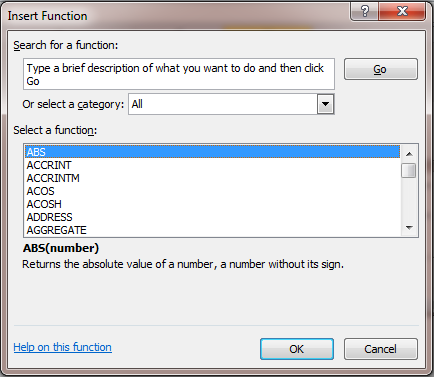 Insert Function
?
Search for a function:
Type a brief description of what you want to do and then click
Go
Go
Or select a category: All
Select a function:
ABS
ACCRINT
ACCRINTM
ACOS
ACOSH
ADDRESS
AGGREGATE
ABS(number)
Returns the absolute value of a number, a number without its sign.
Help on this function
OK
Cancel